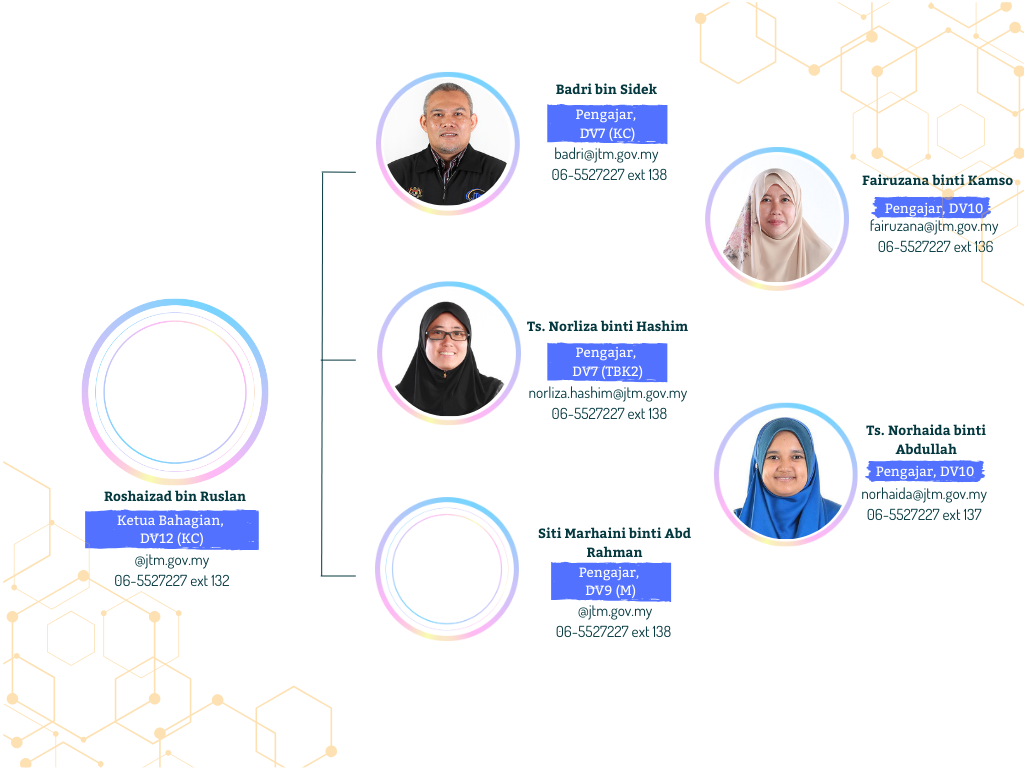 Roshaizad bin Ruslan
Ketua Bahagian,
DV12 (KC)
@jtm.gov.my
06-5527227 ext 132
Badri bin Sidek
Pengajar,
DV7 (KC)
badri@jtm.gov.my
06-5527227 ext 138
Ts. Norliza binti Hashim
Pengajar,
DV7 (TBK2)
norliza.hashim@jtm.gov.my
06-5527227 ext 138
Siti Marhaini binti Abd
Rahman
Pengajar,
DV9 (M)
@jtm.gov.my
06-5527227 ext 138
Fairuzana binti Kamso
Pengajar, DV10
fairuzana@jtm.gov.my
06-5527227 ext 136
Ts. Norhaida binti
Abdullah
Pengajar, DV10
norhaida@jtm.gov.my
06-5527227 ext 137